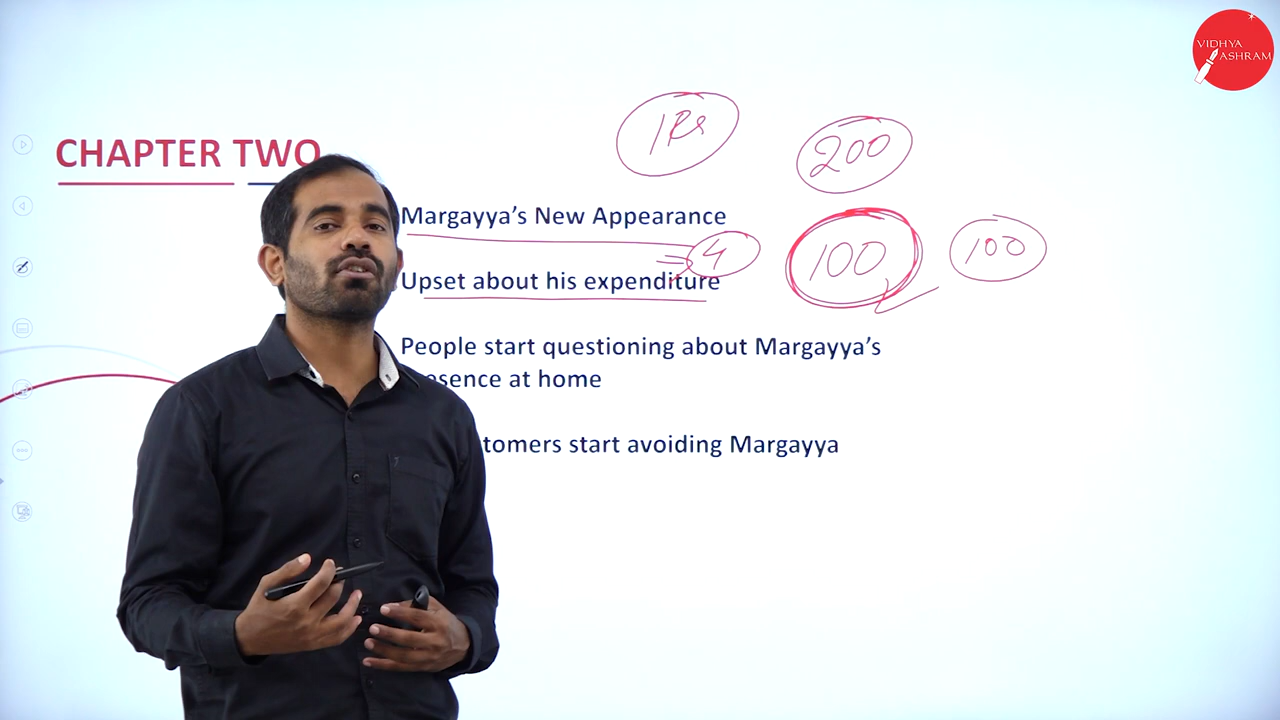 VIDHYA
ASHRAM
CHAPTER TWO
1Rs
200
Margayya's New Appearance
4
100
100
Upset about his expenditure
People start questioning about Margayya's
esence at home
tomers start avoiding Margayya